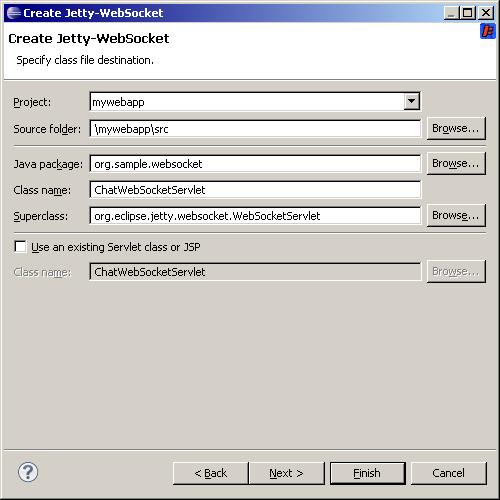 Create Jetty-WebSocket
Create Jetty-WebSocket
Specify class file destination.
Project: mywebapp
Source folder: \mywebapp\src Browse...
Java package: org.sample.websocket Browse...
Class name: ChatWebSocketServlet
Superclass: org.eclipse.jetty.websocket.WebSocketServlet Browse...
Use an existing Servlet class or JSP
Class name: ChatWebSocketServlet Browse...
? < Back Next > Finish Cancel